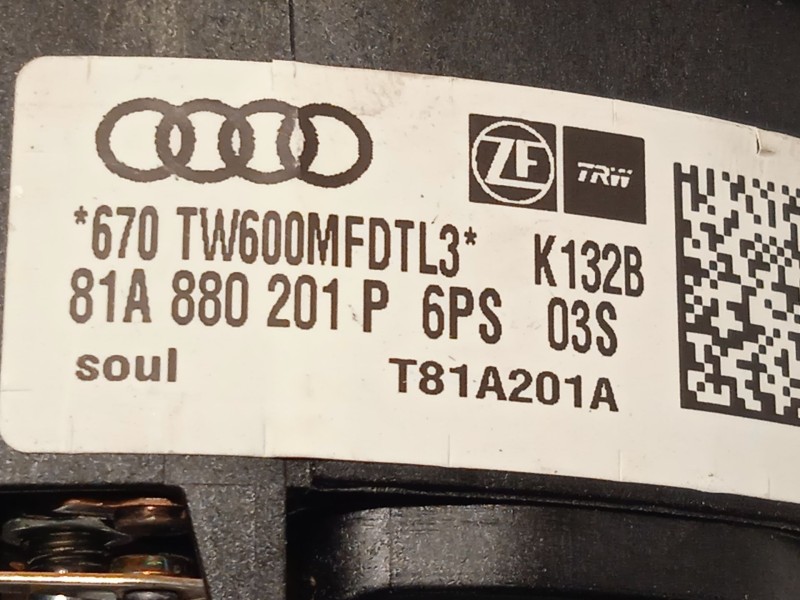 ZF TRW
*670 TW600MFDTL3* K132B
81A 880 201 P 6PS 03S
soul T81A201A